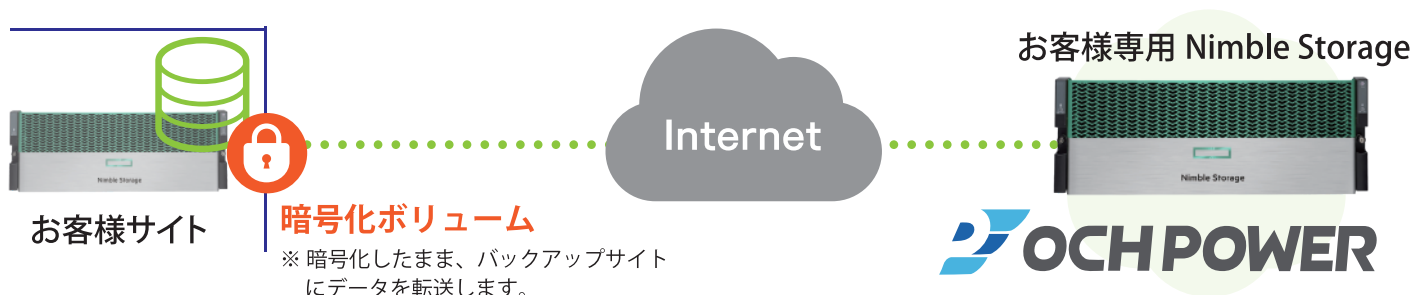 お客様専用 Nimble Storage
Internet
Nimble Storage
Nimble Storage
お客様サイト
暗号化ボリューム
※ 暗号化したまま、バックアップサイト
にデータを転送します。
OCH POWER